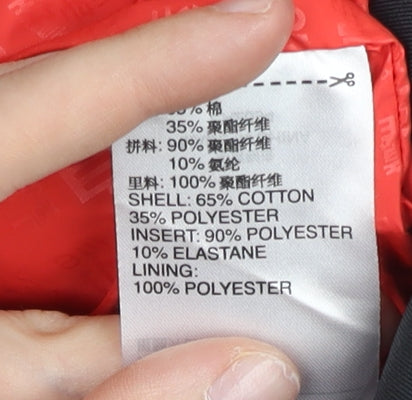 65% 棉
35% 聚酯纤维
拼料: 90% 聚酯纤维
10% 氨纶
里料: 100% 聚酯纤维
SHELL: 65% COTTON
35% POLYESTER
INSERT: 90% POLYESTER
10% ELASTANE
LINING:
100% POLYESTER